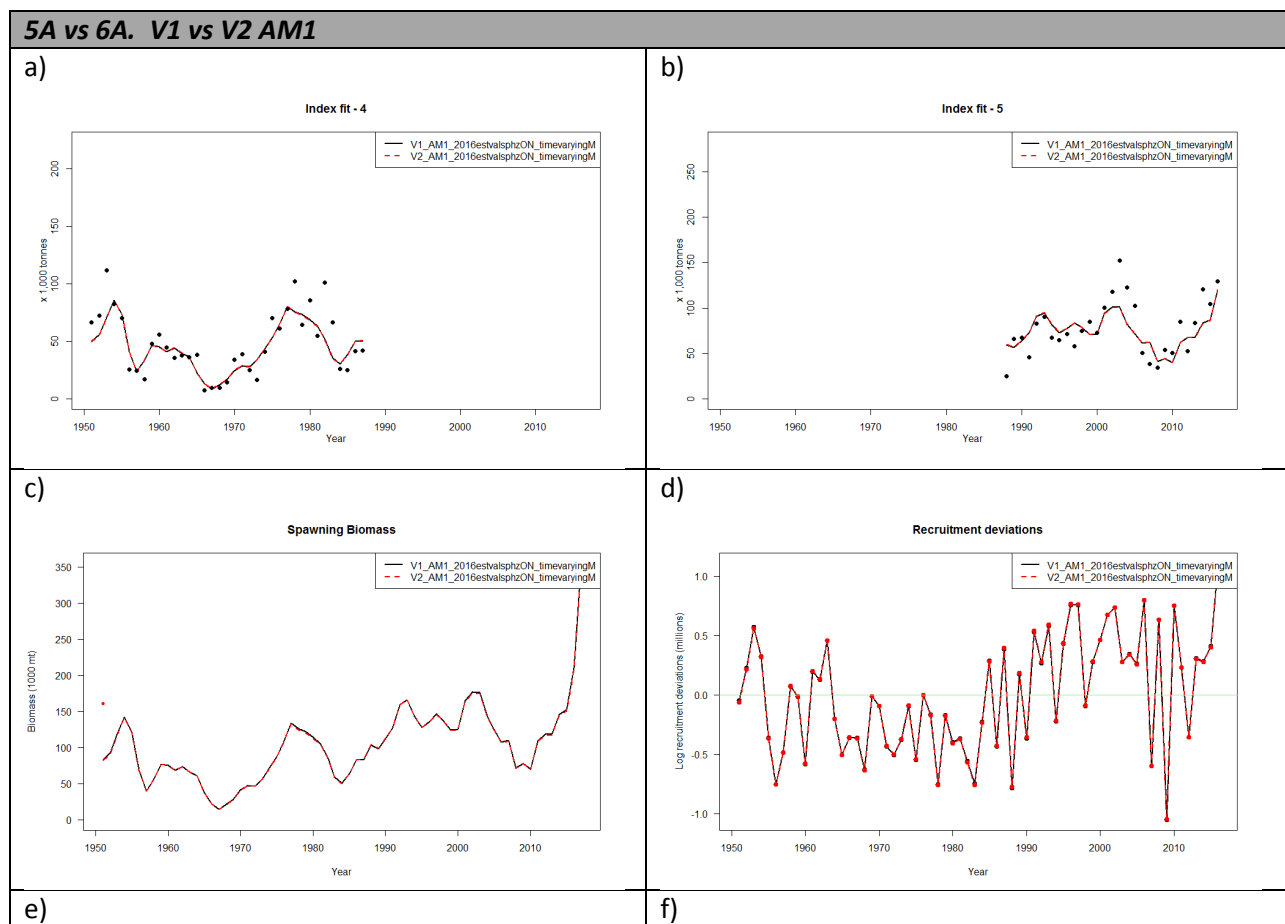 5A vs 6A. V1 vs V2 AM1
a)
Index fit - 4
V1_AM1_2016estvalsphzON_timevaryingM
V2_AM1_2016estvalsphzON_timevaryingM
x 1,000 tonnes
200
150
100
50
0
1950 1960 1970 1980 1990 2000 2010
Year
b)
Index fit - 5
V1_AM1_2016estvalsphzON_timevaryingM
V2_AM1_2016estvalsphzON_timevaryingM
x 1,000 tonnes
250
200
150
100
50
0
1950 1960 1970 1980 1990 2000 2010
Year
c)
Spawning Biomass
V1_AM1_2016estvalsphzON_timevaryingM
V2_AM1_2016estvalsphzON_timevaryingM
Biomass (1000 mt)
350
300
250
200
150
100
50
0
1950 1960 1970 1980 1990 2000 2010
Year
d)
Recruitment deviations
V1_AM1_2016estvalsphzON_timevaryingM
V2_AM1_2016estvalsphzON_timevaryingM
Log recruitment deviations (millions)
1.0
0.5
0.0
-0.5
-1.0
1950 1960 1970 1980 1990 2000 2010
Year
e)
f)